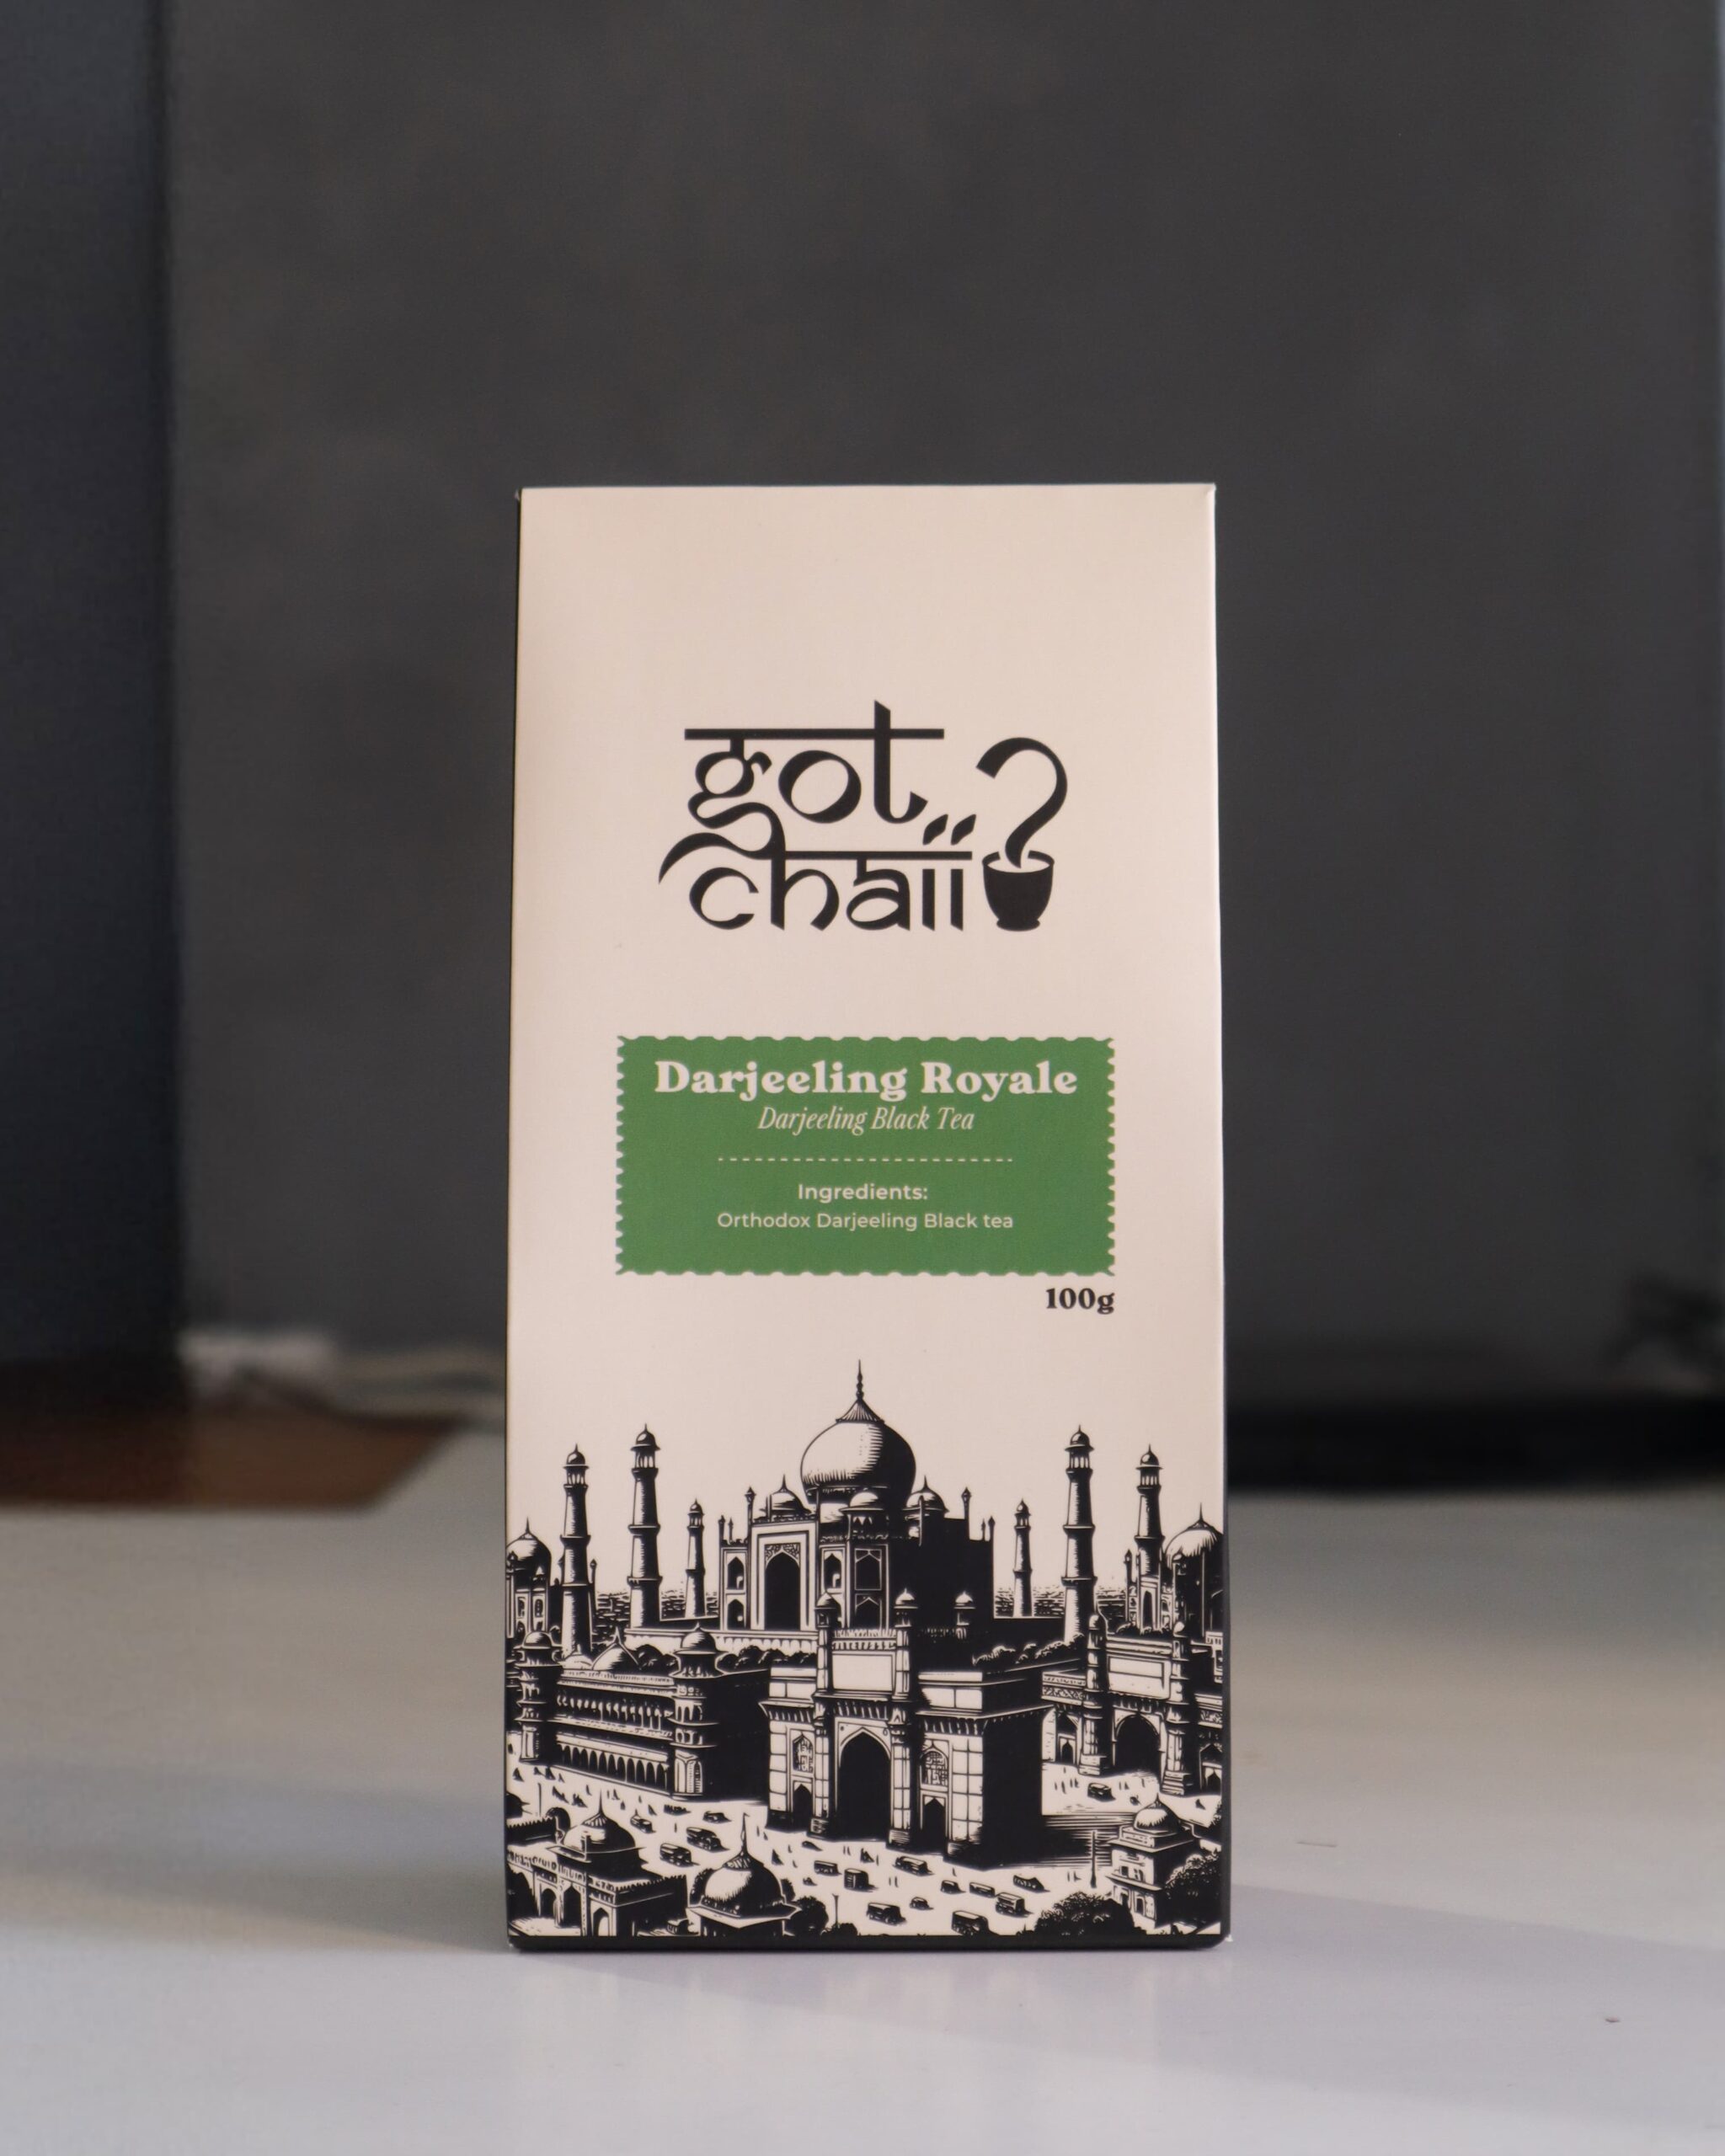 got
chaii?
Darjeeling Royale
Darjeeling Black Tea
Ingredients:
Orthodox Darjeeling Black tea
100g